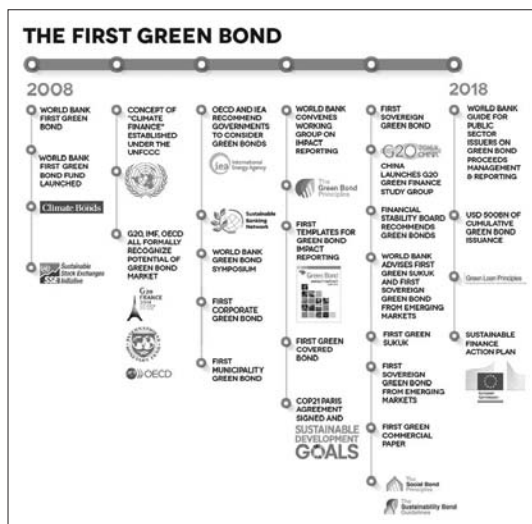 THE FIRST GREEN BOND
2008
2018
WORLD BANK
FIRST GREEN
BOND
WORLD BANK
FIRST GREEN
BOND FUND
LAUNCHED
Climate Bonds
Sustainable
Stock Exchanges
Initiative
CONCEPT OF
"CLIMATE
FINANCE"
ESTABLISHED
UNDER THE
UNFCCC
G20, IMF, OECD
ALL FORMALLY
RECOGNIZE
POTENTIAL OF
GREEN BOND
MARKET
G20
FRANCE
OECD
OECD AND IEA
RECOMMEND
GOVERNMENTS
TO CONSIDER
GREEN BONDS
iea
International
Energy Agency
Sustainable
Banking
Network
WORLD BANK
GREEN BOND
SYMPOSIUM
FIRST
CORPORATE
GREEN BOND
FIRST
MUNICIPALITY
GREEN BOND
WORLD BANK
CONVENES
WORKING
GROUP ON
IMPACT
REPORTING
The
Green Bond
Principles
FIRST
TEMPLATES FOR
GREEN BOND
IMPACT
REPORTING
Green Bond
FIRST GREEN
COVERED
BOND
COP21 PARIS
AGREEMENT
SIGNED AND
SUSTAINABLE
DEVELOPMENT
GOALS
FIRST
SOVEREIGN
GREEN BOND
G20
CHINA
LAUNCHES G20
GREEN FINANCE
STUDY GROUP
FINANCIAL
STABILITY BOARD
RECOMMENDS
GREEN BONDS
WORLD BANK
ADVISES FIRST
GREEN SUKUK
AND FIRST
SOVEREIGN
GREEN BOND
FROM EMERGING
MARKETS
FIRST GREEN
SUKUK
FIRST
SOVEREIGN
GREEN BOND
FROM EMERGING
MARKETS
FIRST GREEN
COMMERCIAL
PAPER
The
Social Bond
Principles
The
Sustainability Bond
Guidelines
WORLD BANK
GUIDE FOR
PUBLIC
SECTOR
ISSUERS ON
GREEN BOND
PROCEEDS
MANAGEMENT
& REPORTING
USD 500BN OF
CUMULATIVE
GREEN BOND
ISSUANCE
Green Loan Principles
SUSTAINABLE
FINANCE
ACTION PLAN